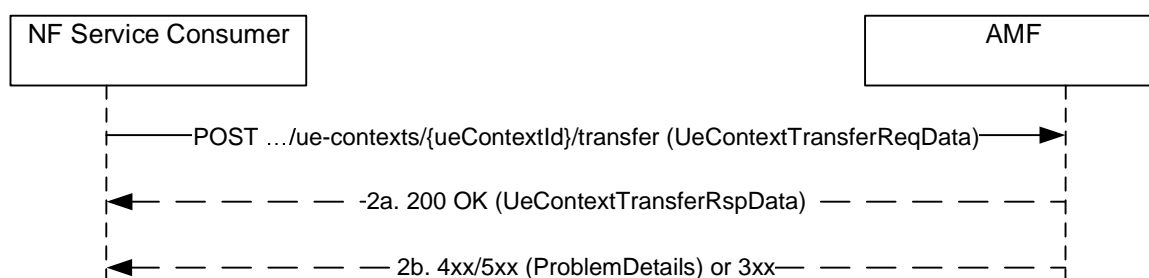 NF Service Consumer
AMF
POST …/ue-contexts/{ueContextId}/transfer (UeContextTransferReqData)
-2a. 200 OK (UeContextTransferRspData)
2b. 4xx/5xx (ProblemDetails) or 3xx